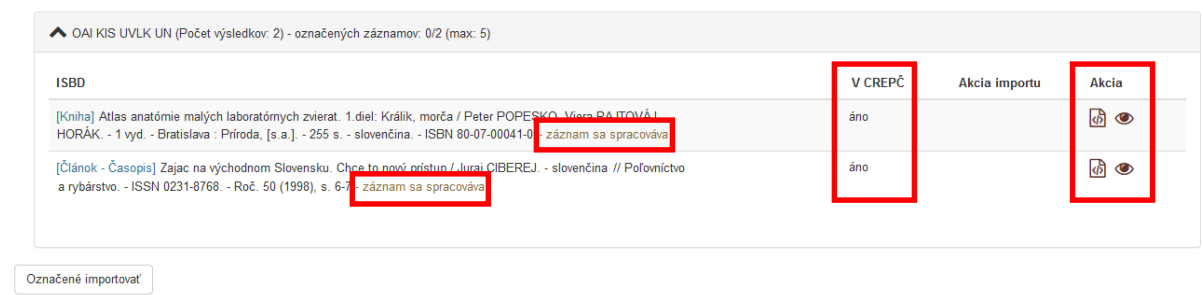 OAI KIS UVLK UN (Počet výsledkov: 2) - označených záznamov: 0/2 (max: 5)
ISBD V CREPČ Akcia importu Akcia
[Kniha] Atlas anatómie malých laboratórnych zvierat. 1.diel: Králik, morča / Peter POPESKO, Viera RAJTOVÁ, áno
HORÁK. - 1 vyd. - Bratislava : Príroda, [s.a.]. - 255 s. - slovenčina. - ISBN 80-07-00041-0 - záznam sa spracováva
[Článok - Časopis] Zajac na východnom Slovensku. Chce to nový prístup / Juraj CIBEREJ. - slovenčina // Poľovníctvo áno
a rybárstvo. - ISSN 0231-8768. - Roč. 50 (1998), s. 6-7 - záznam sa spracováva
Označené importovať